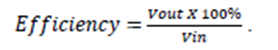 Efficiency = Vout X 100% / Vin .